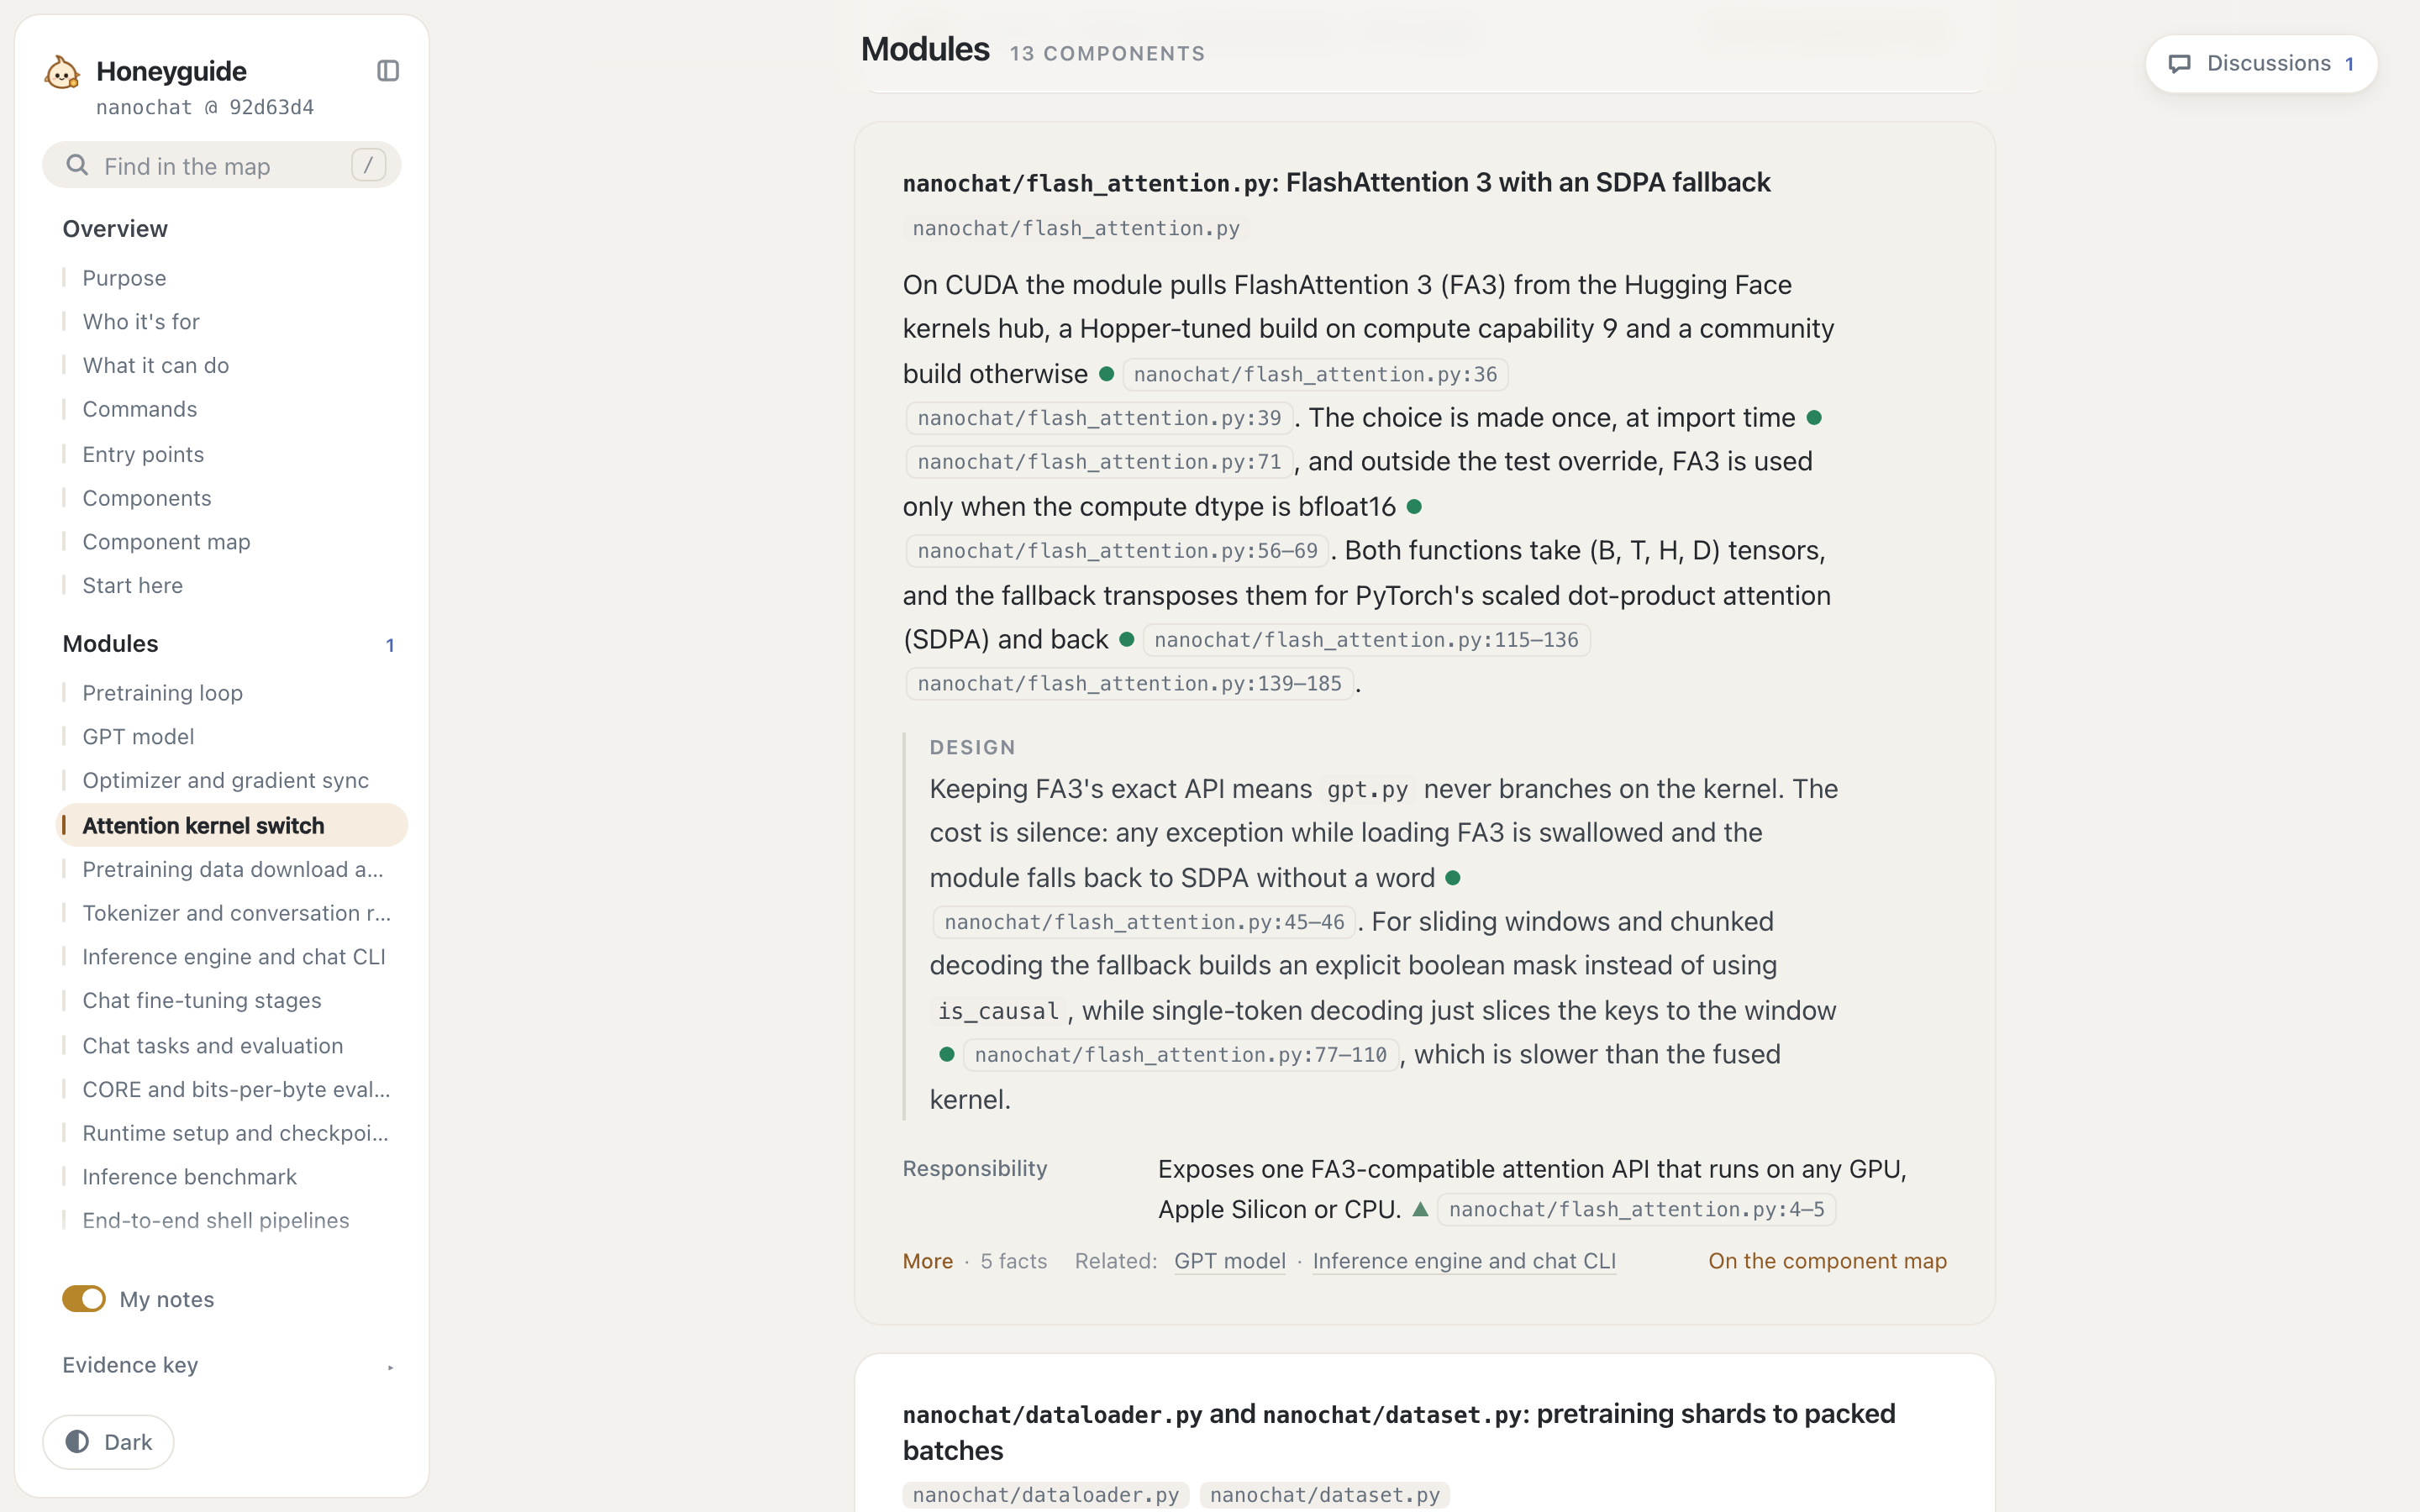 Honeyguide
nanochat @ 92d63d4
Find in the map /
Overview
Purpose
Who it's for
What it can do
Commands
Entry points
Components
Component map
Start here
Modules 1
Pretraining loop
GPT model
Optimizer and gradient sync
Attention kernel switch
Pretraining data download a...
Tokenizer and conversation r...
Inference engine and chat CLI
Chat fine-tuning stages
Chat tasks and evaluation
CORE and bits-per-byte eval...
Runtime setup and checkpoi...
Inference benchmark
End-to-end shell pipelines
My notes
Evidence key
Dark
Modules 13 COMPONENTS
Discussions 1
nanochat/flash_attention.py: FlashAttention 3 with an SDPA fallback
nanochat/flash_attention.py
On CUDA the module pulls FlashAttention 3 (FA3) from the Hugging Face
kernels hub, a Hopper-tuned build on compute capability 9 and a community
build otherwise nanochat/flash_attention.py:36
nanochat/flash_attention.py:39. The choice is made once, at import time
nanochat/flash_attention.py:71, and outside the test override, FA3 is used
only when the compute dtype is bfloat16
nanochat/flash_attention.py:56–69. Both functions take (B, T, H, D) tensors,
and the fallback transposes them for PyTorch's scaled dot-product attention
(SDPA) and back nanochat/flash_attention.py:115–136
nanochat/flash_attention.py:139–185.
DESIGN
Keeping FA3's exact API means gpt.py never branches on the kernel. The
cost is silence: any exception while loading FA3 is swallowed and the
module falls back to SDPA without a word
nanochat/flash_attention.py:45–46. For sliding windows and chunked
decoding the fallback builds an explicit boolean mask instead of using
is_causal, while single-token decoding just slices the keys to the window
nanochat/flash_attention.py:77–110, which is slower than the fused
kernel.
Responsibility Exposes one FA3-compatible attention API that runs on any GPU,
Apple Silicon or CPU. nanochat/flash_attention.py:4–5
More · 5 facts Related: GPT model · Inference engine and chat CLI On the component map
nanochat/dataloader.py and nanochat/dataset.py: pretraining shards to packed
batches
nanochat/dataloader.py nanochat/dataset.py